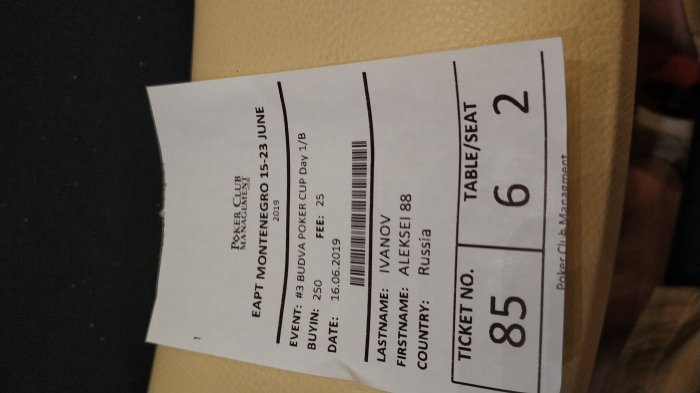 1
POKER CLUB
MANAGEMENT
EAPT MONTENEGRO 15-23 JUNE
2019
EVENT: #3 BUDVA POKER CUP Day 1/B
BUYIN: 250 FEE: 25
DATE: 16.06.2019
LASTNAME: IVANOV
FIRSTNAME: ALEKSEI 88
COUNTRY: Russia
TICKET NO. TABLE/SEAT
85 6 2
Poker Club Management